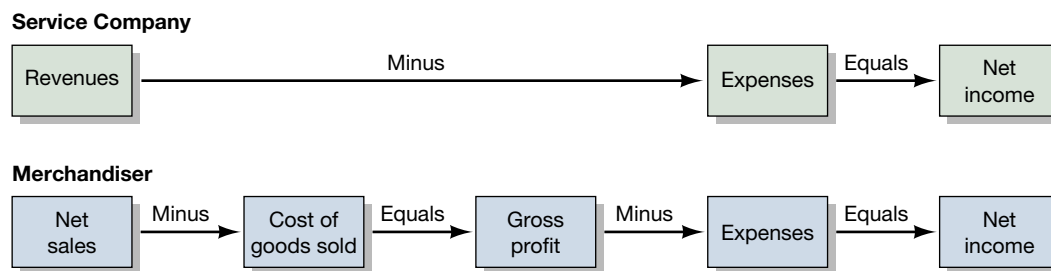 Service Company
Revenues
Minus
Expenses
Equals
Net
income
Merchandiser
Net
sales
Minus
Cost of
goods sold
Equals
Gross
profit
Minus
Expenses
Equals
Net
income